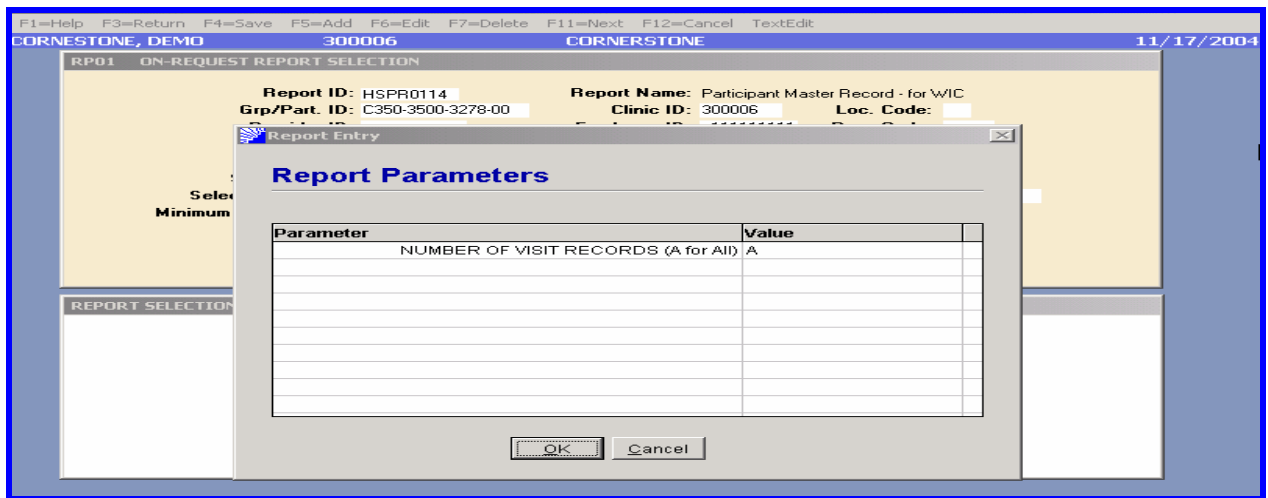 F1=Help F3=Return F4=Save F5=Add F6=Edit F7=Delete F11=Next F12=Cancel TextEdit
CORNESTONE, DEMO 300006 CORNERSTONE 11/17/2004
RP01 ON-REQUEST REPORT SELECTION
Report ID: HSPR0114 Report Name: Participant Master Record - for WIC
Grp/Part. ID: C350-3500-3278-00 Clinic ID: 300006 Loc. Code:
Report Entry
Report Parameters
Minimum
Parameter Value
NUMBER OF VISIT RECORDS (A for All) A
REPORT SELECTION
OK Cancel